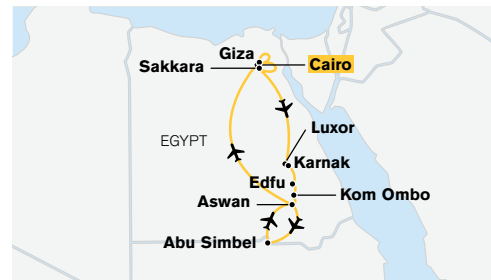 Giza
Cairo
Sakkara
Luxor
EGYPT
Karnak
Edfu
Kom Ombo
Aswan
Abu Simbel